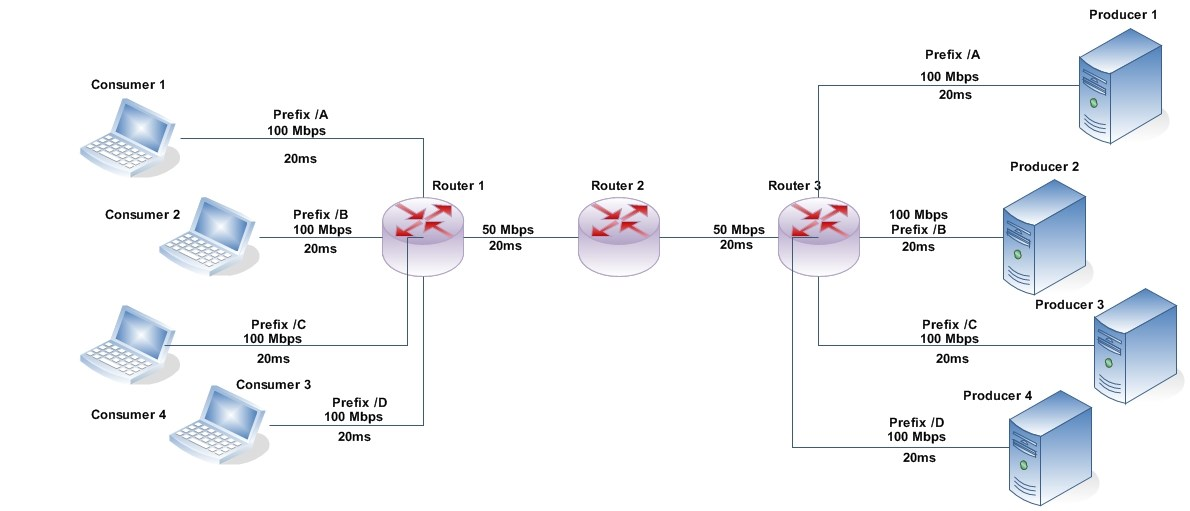 Producer 1
Prefix /A
100 Mbps
20ms
Consumer 1
Prefix /A
100 Mbps
20ms
Producer 2
Router 1
Router 2
Router 3
Consumer 2
Prefix /B
100 Mbps
20ms
50 Mbps
20ms
50 Mbps
20ms
100 Mbps
Prefix /B
20ms
Producer 3
Prefix /C
100 Mbps
20ms
Prefix /C
100 Mbps
20ms
Consumer 3
Producer 4
Consumer 4
Prefix /D
100 Mbps
20ms
Prefix /D
100 Mbps
20ms